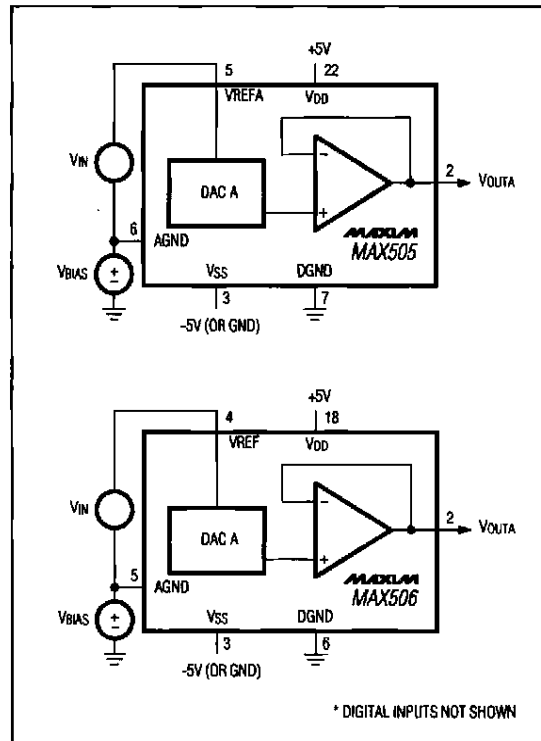 +5V
5
22
VREFA
VDD
VIN
-
2
VOUTA
DAC A
+
6
AGND
MAXIM
MAX505
VBIAS
+
-
VSS
DGND
3
7
-5V (OR GND)
+5V
4
18
VREF
VDD
VIN
-
2
VOUTA
DAC A
+
5
AGND
MAXIM
MAX506
VBIAS
+
-
VSS
DGND
3
6
-5V (OR GND)
* DIGITAL INPUTS NOT SHOWN